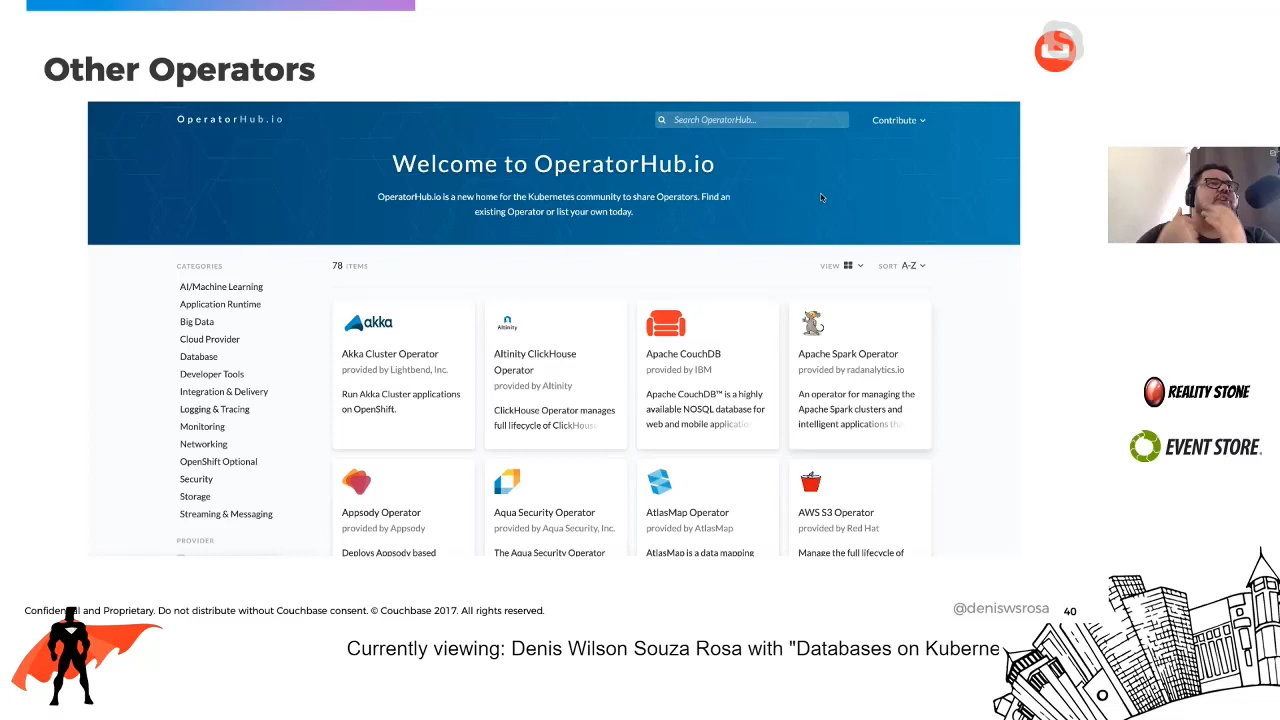 Other Operators
OperatorHub.io
Search OperatorHub...
Contribute
Welcome to OperatorHub.io
OperatorHub.io is a new home for the Kubernetes community to share Operators. Find an
existing Operator or list your own today.
CATEGORIES
AI/Machine Learning
Application Runtime
Big Data
Cloud Provider
Database
Developer Tools
Integration & Delivery
Logging & Tracing
Monitoring
Networking
OpenShift Optional
Security
Storage
Streaming & Messaging
PROVIDER
78 ITEMS
VIEW
SORT A-Z
akka
Akka Cluster Operator
provided by Lightbend, Inc.
Run Akka Cluster applications
on OpenShift.
Altinity
Altinity ClickHouse
Operator
provided by Altinity
ClickHouse Operator manages
full lifecycle of ClickHouse
Apache CouchDB
provided by IBM
Apache CouchDB™ is a highly
available NOSQL database for
web and mobile applicatio
Apache Spark Operator
provided by radanalytics.io
An operator for managing the
Apache Spark clusters and
intelligent applications tha
Appsody Operator
provided by Appsody
Deploys Appsody based
Aqua Security Operator
provided by Aqua Security, Inc.
The Aqua Security Operator
AtlasMap Operator
provided by AtlasMap
AtlasMap is a data mapping
AWS S3 Operator
provided by Red Hat
Manage the full lifecycle of
REALITY STONE
EVENT STORE.
Confidential and Proprietary. Do not distribute without Couchbase consent. © Couchbase 2017. All rights reserved.
@deniswsrosa
40
Currently viewing: Denis Wilson Souza Rosa with "Databases on Kuberne